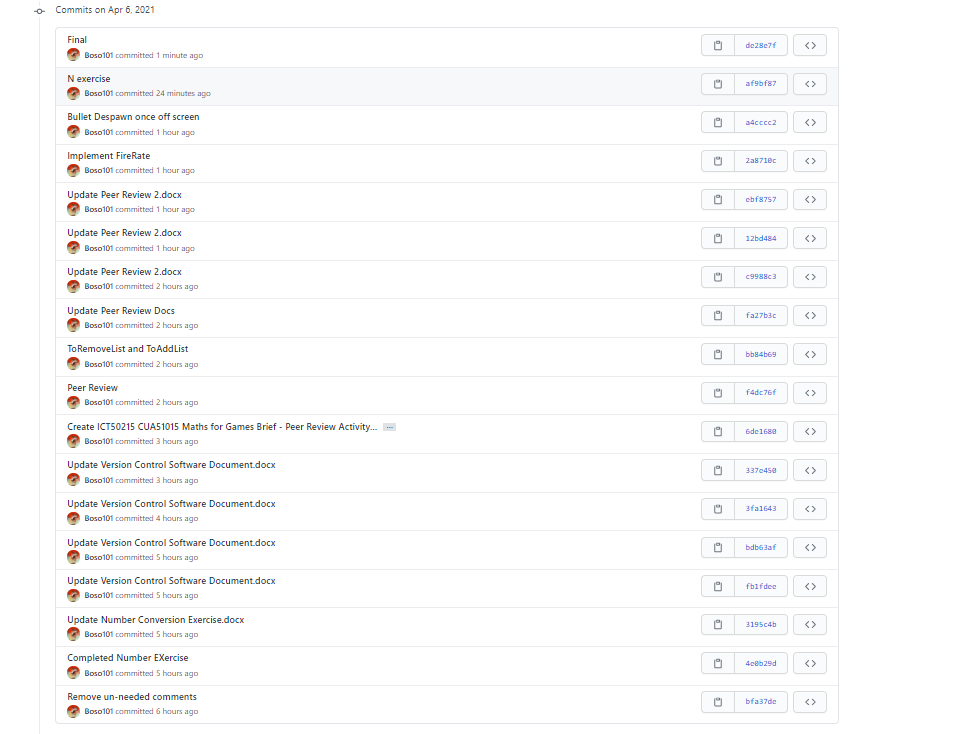 Commits on Apr 6, 2021
Final
de28e7f
Boso101 committed 1 minute ago
N exercise
af9bf87
Boso101 committed 24 minutes ago
Bullet Despawn once off screen
a4cccc2
Boso101 committed 1 hour ago
Implement FireRate
2a8710c
Boso101 committed 1 hour ago
Update Peer Review 2.docx
ebf8757
Boso101 committed 1 hour ago
Update Peer Review 2.docx
12bd484
Boso101 committed 1 hour ago
Update Peer Review 2.docx
c9988c3
Boso101 committed 2 hours ago
Update Peer Review Docs
fa27b3c
Boso101 committed 2 hours ago
ToRemoveList and ToAddList
bb84b69
Boso101 committed 2 hours ago
Peer Review
f4dc76f
Boso101 committed 2 hours ago
Create ICT50215 CUA51015 Maths for Games Brief - Peer Review Activity... ...
6de1680
Boso101 committed 3 hours ago
Update Version Control Software Document.docx
337e450
Boso101 committed 3 hours ago
Update Version Control Software Document.docx
3fa1643
Boso101 committed 4 hours ago
Update Version Control Software Document.docx
bdb63af
Boso101 committed 5 hours ago
Update Version Control Software Document.docx
fb1fdee
Boso101 committed 5 hours ago
Update Number Conversion Exercise.docx
3195c4b
Boso101 committed 5 hours ago
Completed Number EXercise
4e0b29d
Boso101 committed 5 hours ago
Remove un-needed comments
bfa37de
Boso101 committed 6 hours ago